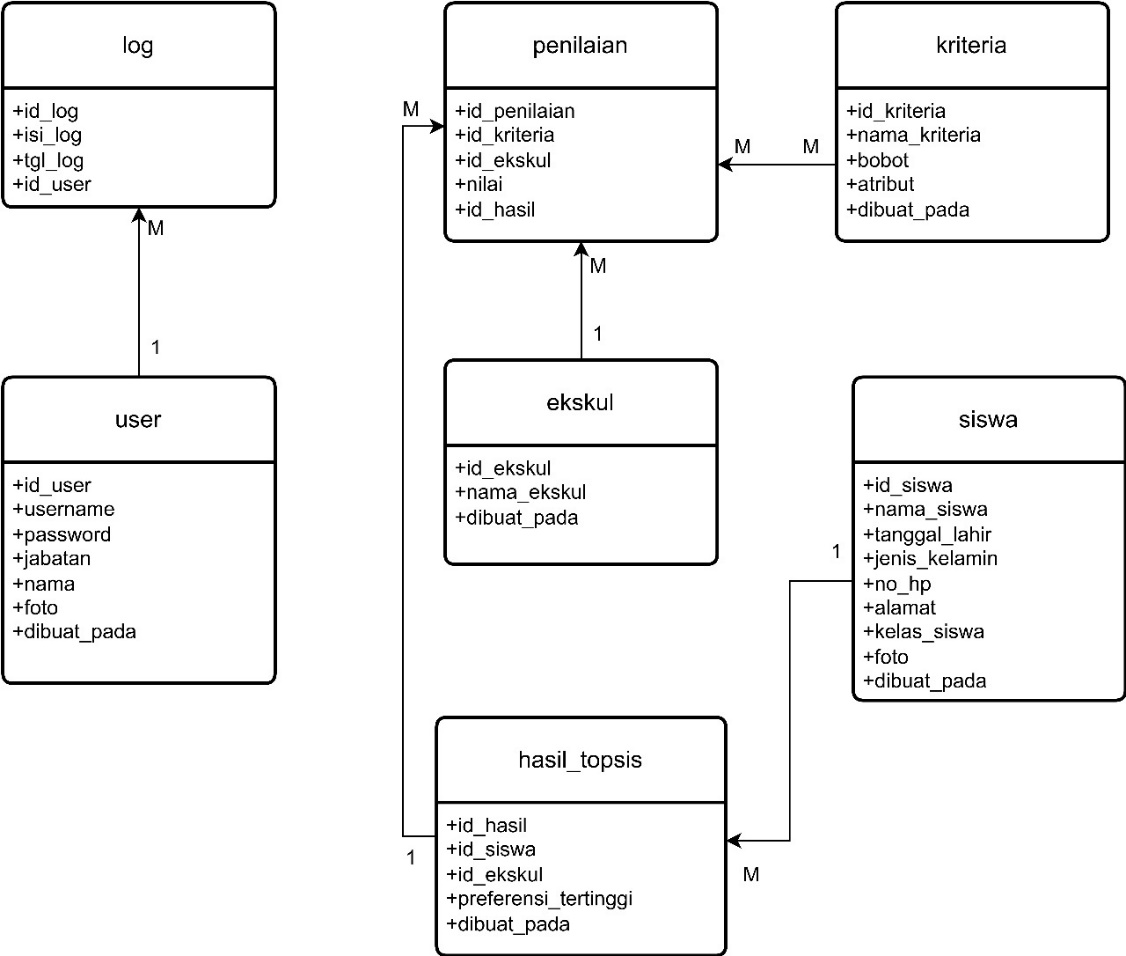 log
+id_log
+isi_log
+tgl_log
+id_user
M
1
user
+id_user
+username
+password
+jabatan
+nama
+foto
+dibuat_pada
penilaian
+id_penilaian
+id_kriteria
+id_ekskul
+nilai
+id_hasil
M
M
M
kriteria
+id_kriteria
+nama_kriteria
+bobot
+atribut
+dibuat_pada
M
1
ekskul
+id_ekskul
+nama_ekskul
+dibuat_pada
siswa
+id_siswa
+nama_siswa
+tanggal_lahir
+jenis_kelamin
+no_hp
+alamat
+kelas_siswa
+foto
+dibuat_pada
1
hasil_topsis
+id_hasil
+id_siswa
+id_ekskul
+preferensi_tertinggi
+dibuat_pada
1
M